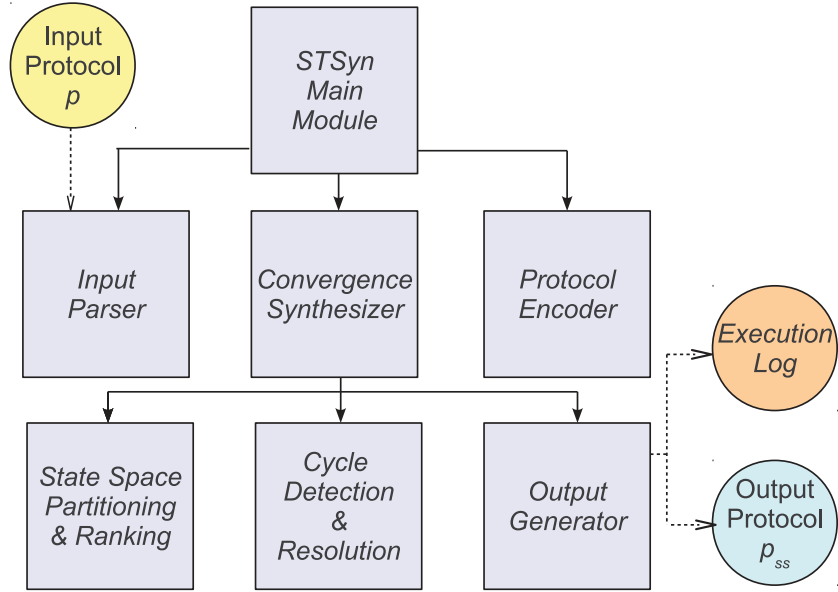 Input
Protocol
p
STSyn
Main
Module
Input
Parser
Convergence
Synthesizer
Protocol
Encoder
Execution
Log
State Space
Partitioning
& Ranking
Cycle
Detection
&
Resolution
Output
Generator
Output
Protocol
p_ss